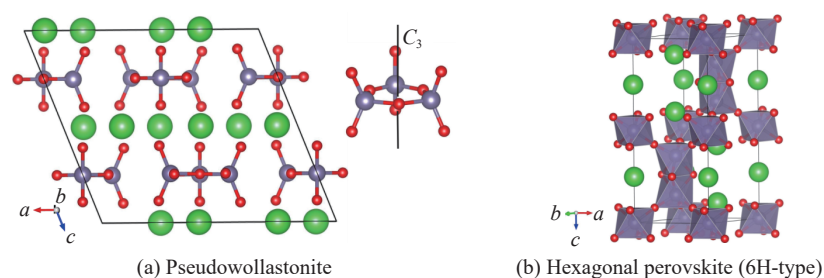 C₃
a
b
c
b
a
c
(a) Pseudowollastonite
(b) Hexagonal perovskite (6H-type)